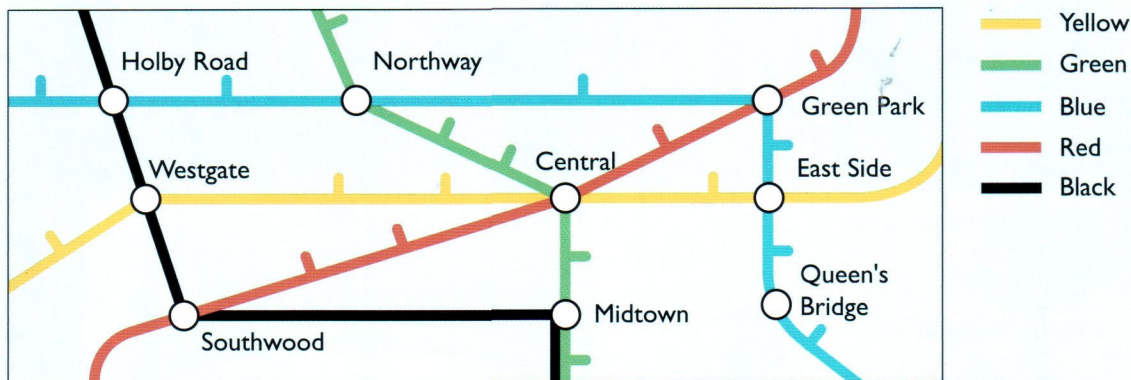 Holby Road
Northway
Green Park
Westgate
Central
East Side
Queen's
Bridge
Southwood
Midtown
Yellow
Green
Blue
Red
Black